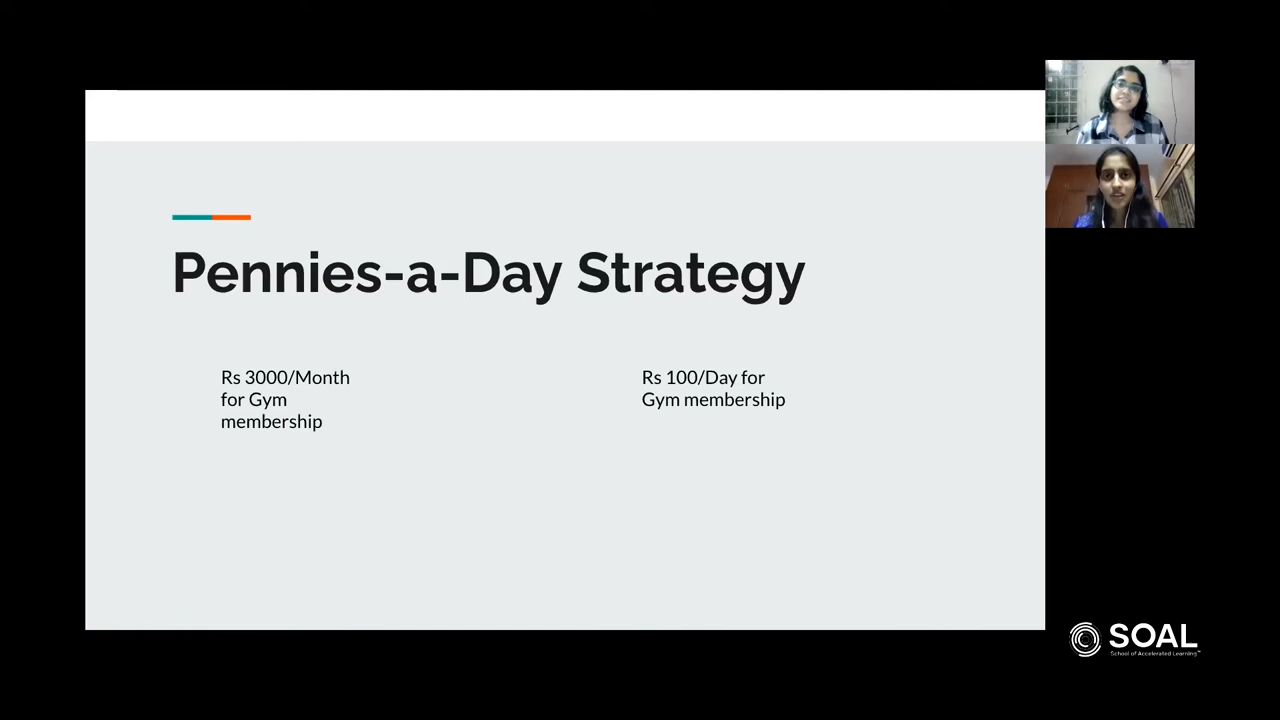 Pennies-a-Day Strategy
Rs 3000/Month
for Gym
membership
Rs 100/Day for
Gym membership
SOAL
School of Accelerated Learning™